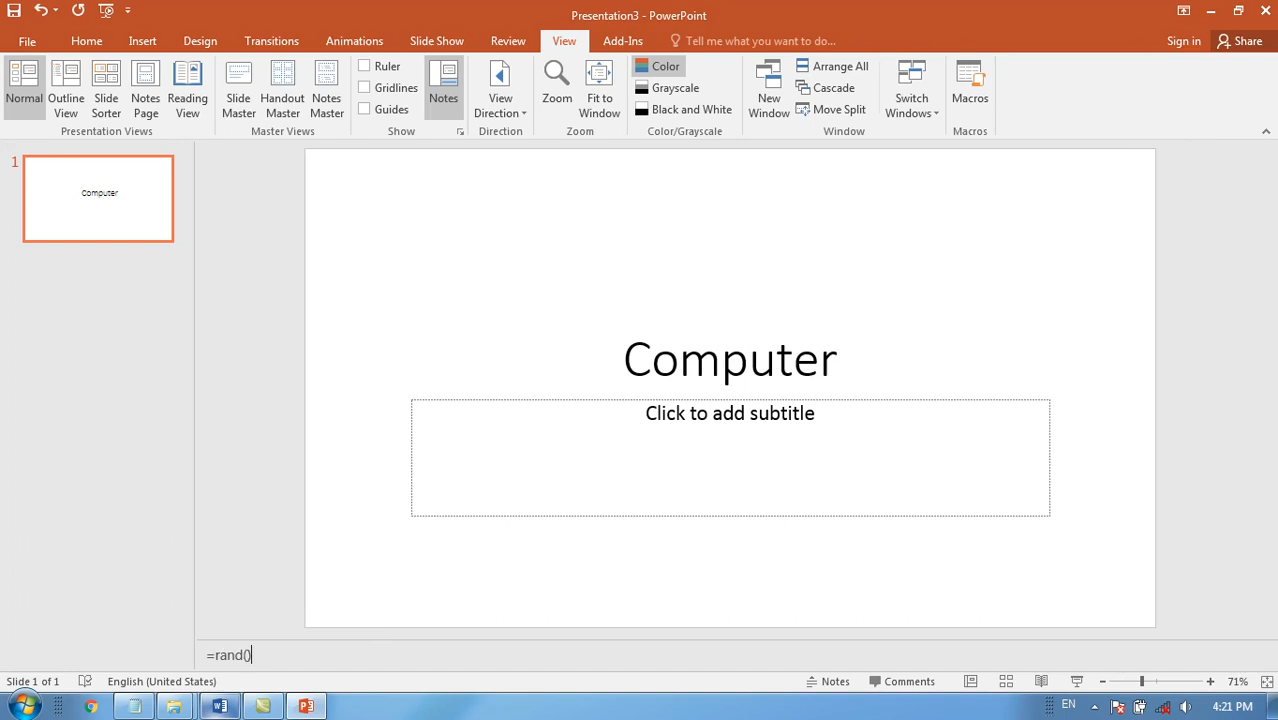 Presentation3 - PowerPoint
File Home Insert Design Transitions Animations Slide Show Review View Add-Ins Tell me what you want to do... Sign in Share
Normal Outline View Slide Sorter Notes Page Reading View
Presentation Views
Slide Master Handout Master Notes Master
Master Views
Ruler
Gridlines
Guides
Show
Notes
View Direction
Direction
Zoom Fit to Window
Zoom
Color
Grayscale
Black and White
Color/Grayscale
New Window
Arrange All
Cascade
Move Split
Switch Windows
Window
Macros
Macros
1
Computer
Computer
Click to add subtitle
=rand()
Slide 1 of 1 English (United States) Notes Comments 71%
EN 4:21 PM